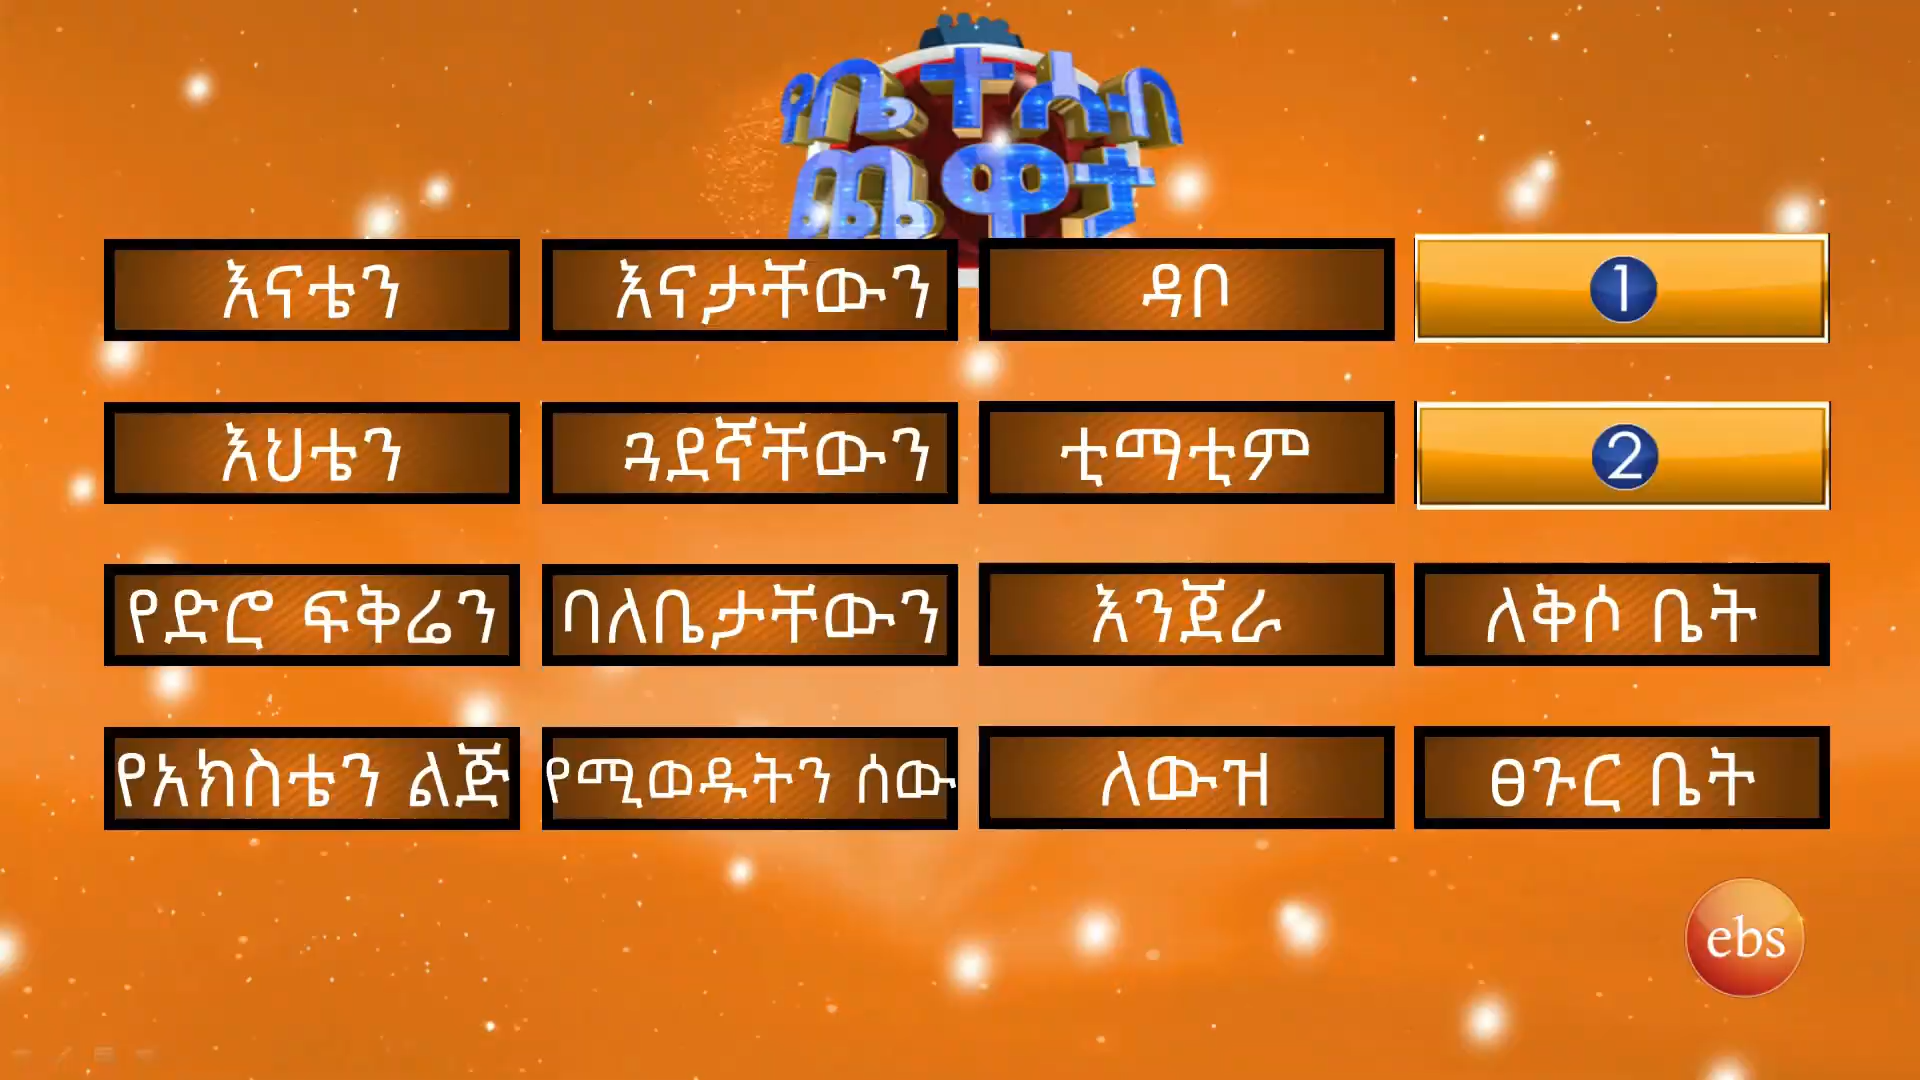 የቤተሰብ
ጨዋታ
እናቴን እናታቸውን ዳቦ 1
እህቴን ጓደኛቸውን ቲማቲም 2
የድሮ ፍቅሬን ባለቤታቸውን እንጀራ ለቅሶ ቤት
የአክስቴን ልጅ የሚወዱትን ሰው ለውዝ ፀጉር ቤት
ebs